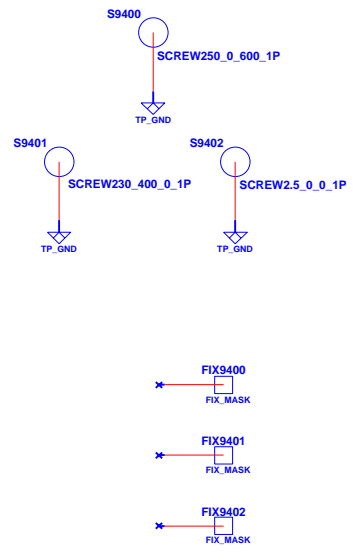 S9400
SCREW250_0_600_1P
TP_GND
S9401
SCREW230_400_0_1P
TP_GND
S9402
SCREW2.5_0_0_1P
TP_GND
FIX9400
FIX_MASK
FIX9401
FIX_MASK
FIX9402
FIX_MASK